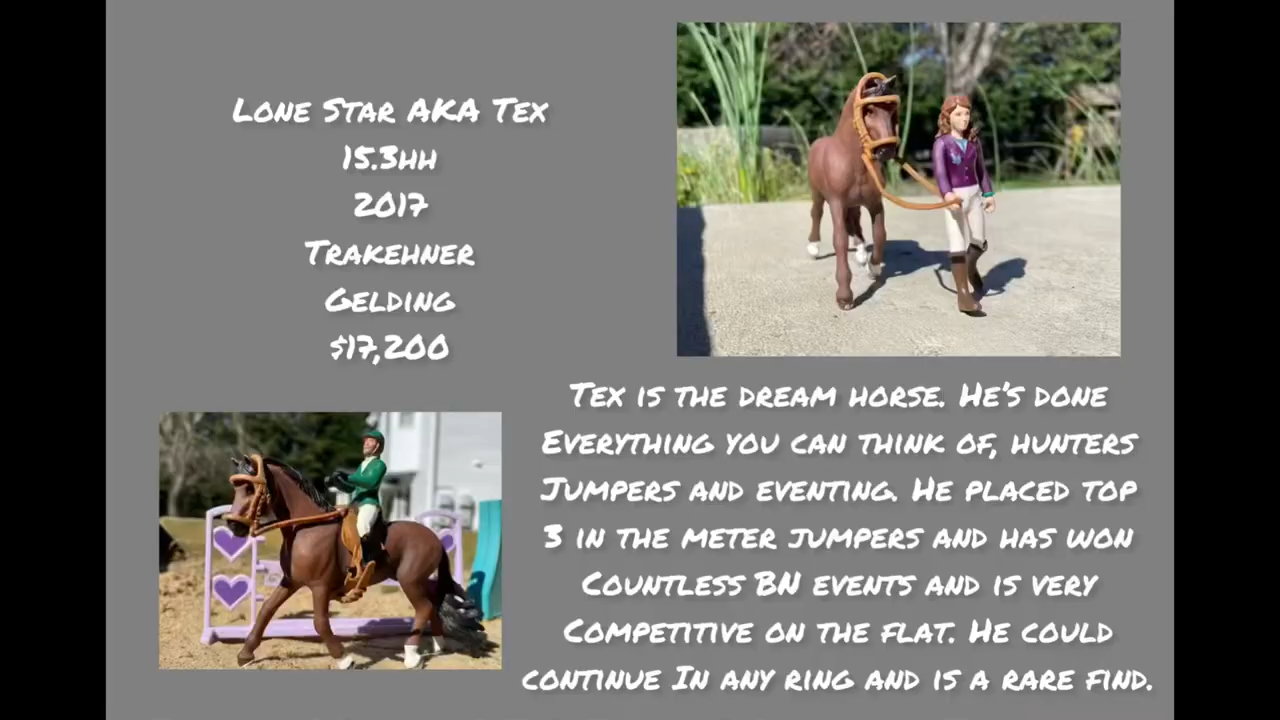 Lone Star AKA Tex
15.3hh
2017
Trakehner
Gelding
$17,200
Tex is the dream horse. He's done
Everything you can think of, hunters
Jumpers and eventing. He placed top
3 in the meter jumpers and has won
Countless BN events and is very
Competitive on the flat. He could
continue In any ring and is a rare find.